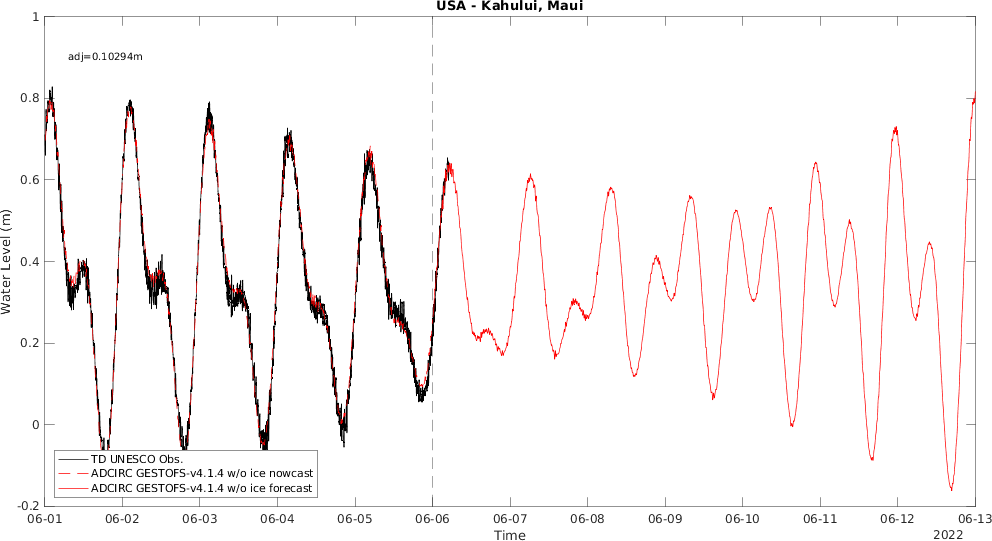 USA - Kahului, Maui
adj=0.10294m
Water Level (m)
1
0.8
0.6
0.4
0.2
0
-0.2
TD UNESCO Obs.
ADCIRC GESTOFS-v4.1.4 w/o ice nowcast
ADCIRC GESTOFS-v4.1.4 w/o ice forecast
06-01 06-02 06-03 06-04 06-05 06-06 06-07 06-08 06-09 06-10 06-11 06-12 06-13
Time
2022